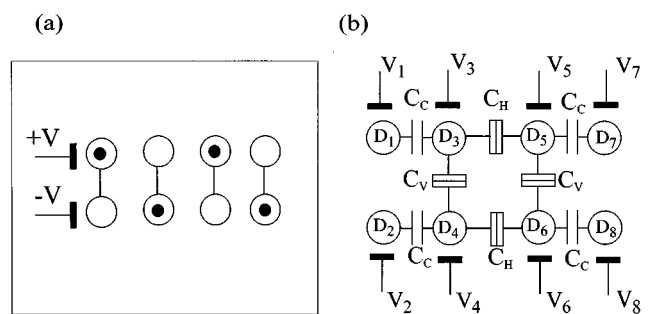 (a)
+V
-V
(b)
V1 V3 V5 V7
CC CH CC
D1 D3 D5 D7
CV CV
D2 D4 D6 D8
CC CH CC
V2 V4 V6 V8